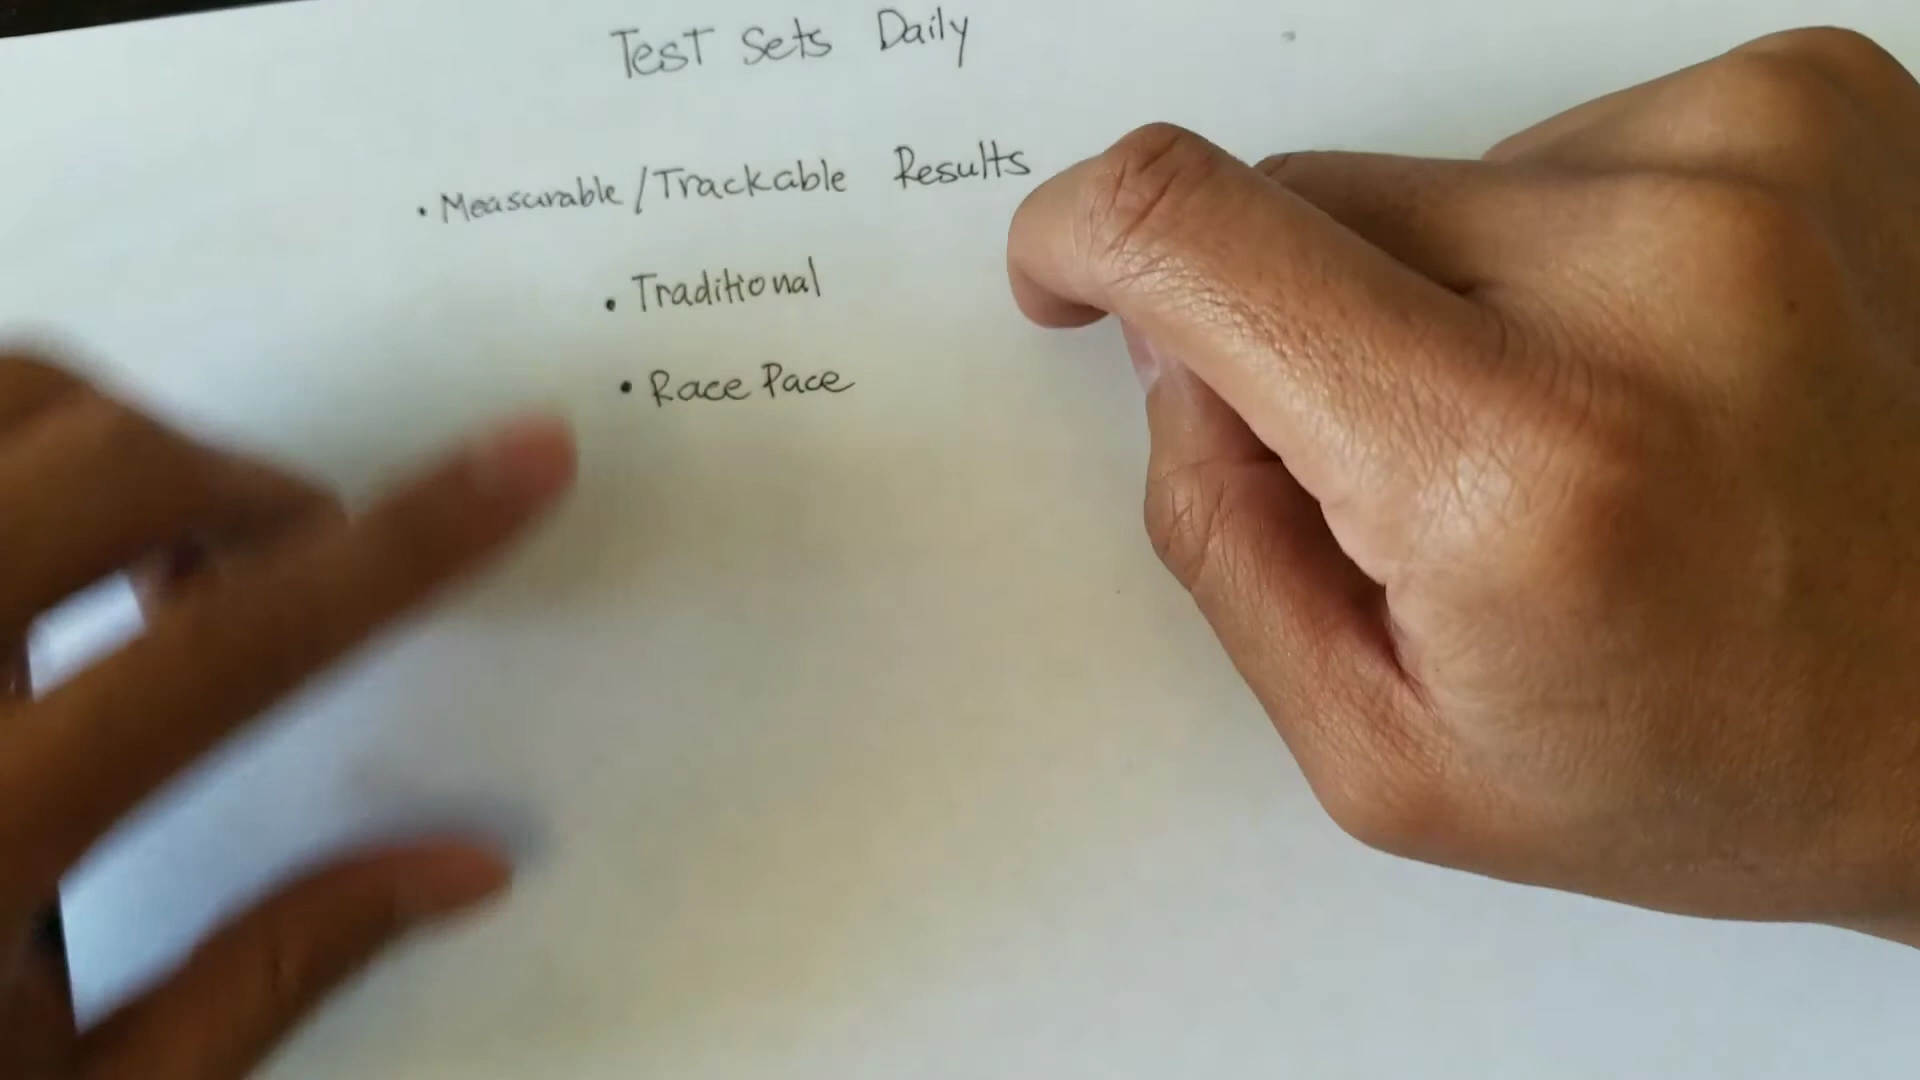 Test Sets Daily
• Measurable/Trackable Results
• Traditional
• Race Pace